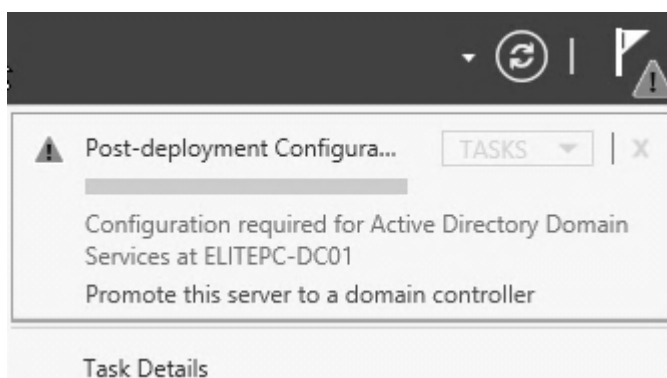 Post-deployment Configura...
TASKS
X
Configuration required for Active Directory Domain
Services at ELITEPC-DC01
Promote this server to a domain controller
Task Details